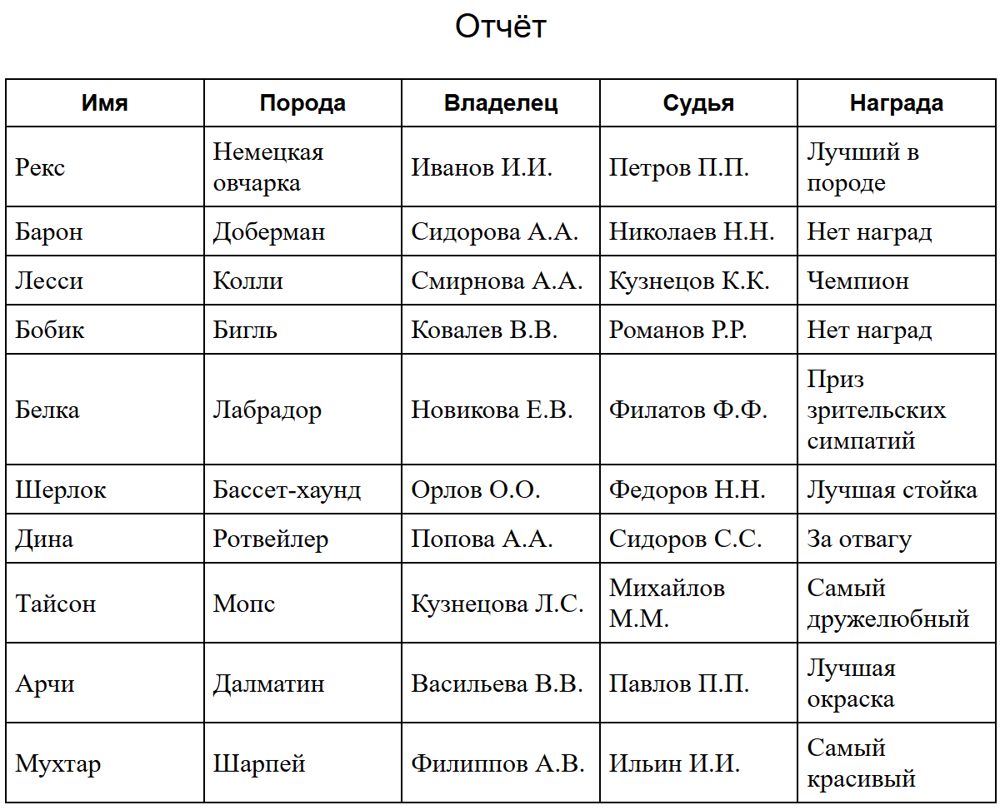 Отчёт
Имя Порода Владелец Судья Награда
Рекс Немецкая овчарка Иванов И.И. Петров П.П. Лучший в породе
Барон Доберман Сидорова А.А. Николаев Н.Н. Нет наград
Лесси Колли Смирнова А.А. Кузнецов К.К. Чемпион
Бобик Бигль Ковалев В.В. Романов Р.Р. Нет наград
Белка Лабрадор Новикова Е.В. Филатов Ф.Ф. Приз зрительских симпатий
Шерлок Бассет-хаунд Орлов О.О. Федоров Н.Н. Лучшая стойка
Дина Ротвейлер Попова А.А. Сидоров С.С. За отвагу
Тайсон Мопс Кузнецова Л.С. Михайлов М.М. Самый дружелюбный
Арчи Далматин Васильева В.В. Павлов П.П. Лучшая окраска
Мухтар Шарпей Филиппов А.В. Ильин И.И. Самый красивый